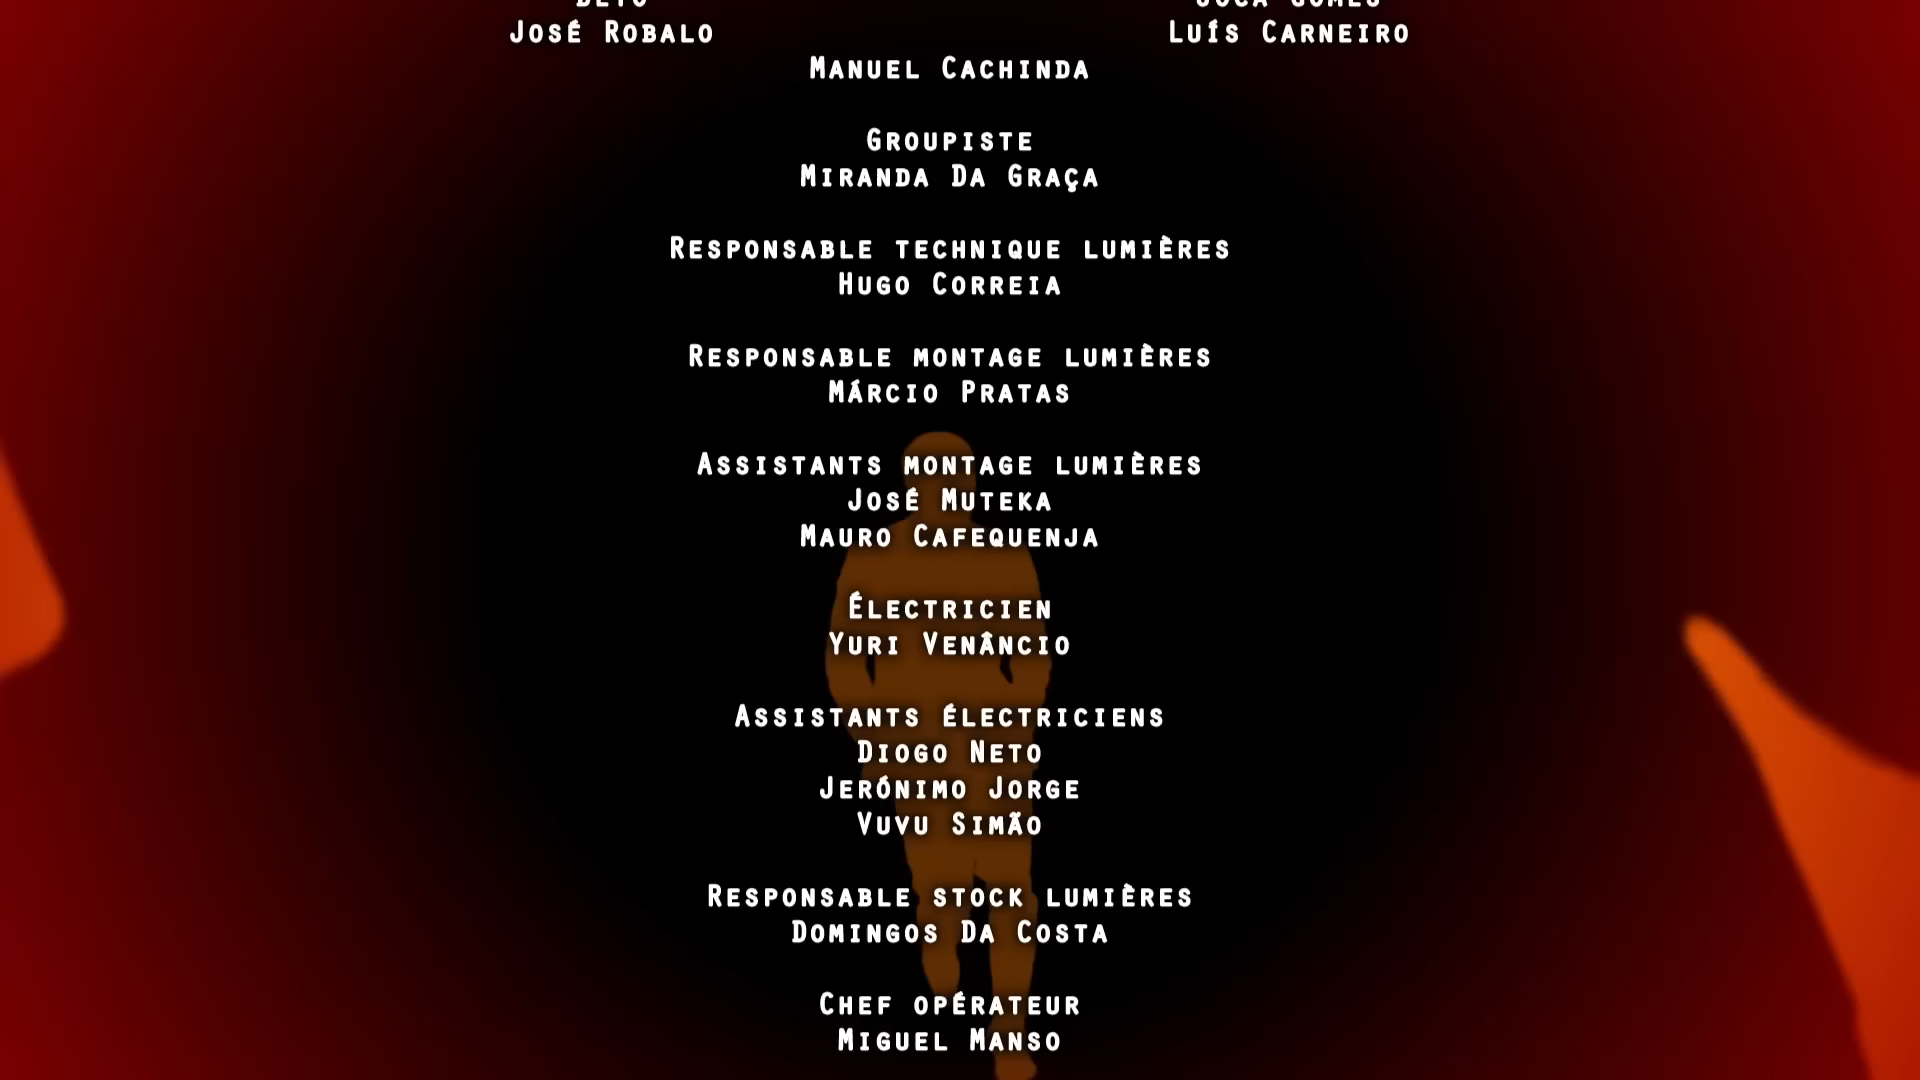 José Robalo Luís Carneiro
Manuel Cachinda
Groupiste
Miranda Da Graça
Responsable technique lumières
Hugo Correia
Responsable montage lumières
Márcio Pratas
Assistants montage lumières
José Muteka
Mauro Cafequenja
Électricien
Yuri Venâncio
Assistants électriciens
Diogo Neto
Jerónimo Jorge
Vuvu Simão
Responsable stock lumières
Domingos Da Costa
Chef opérateur
Miguel Manso